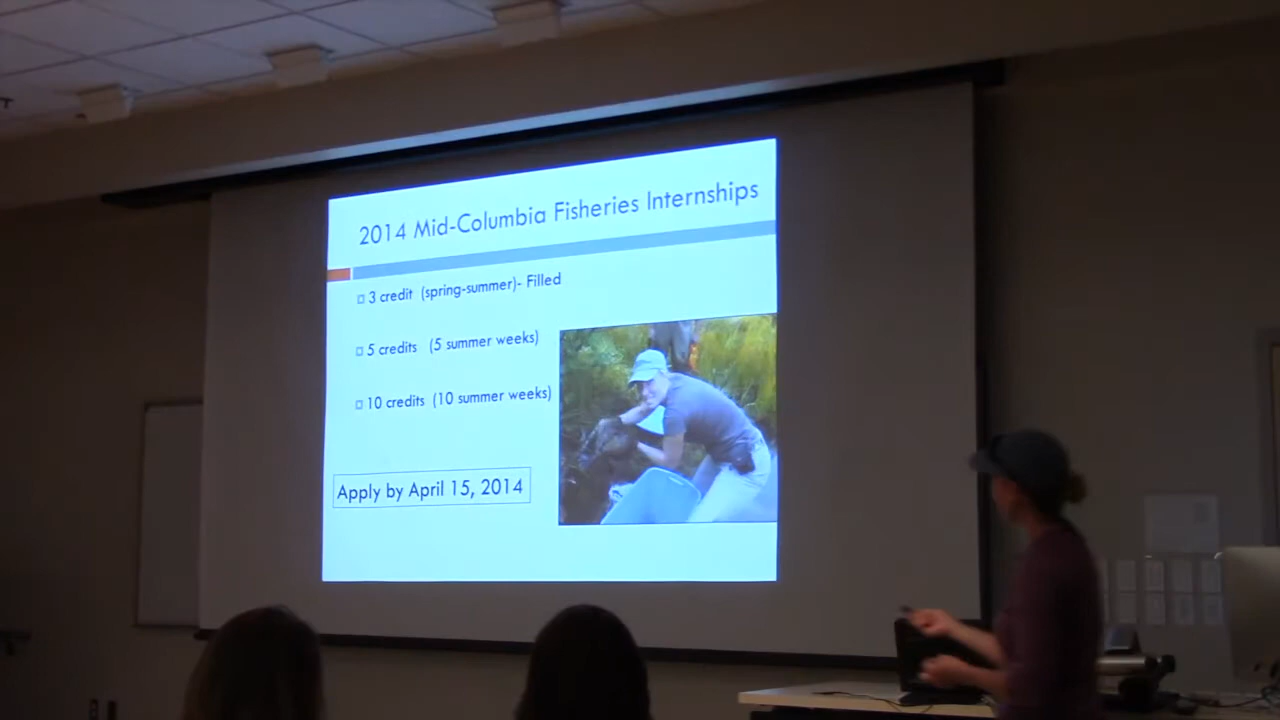 2014 Mid-Columbia Fisheries Internships
3 credit (spring-summer)- Filled
5 credits (5 summer weeks)
10 credits (10 summer weeks)
Apply by April 15, 2014